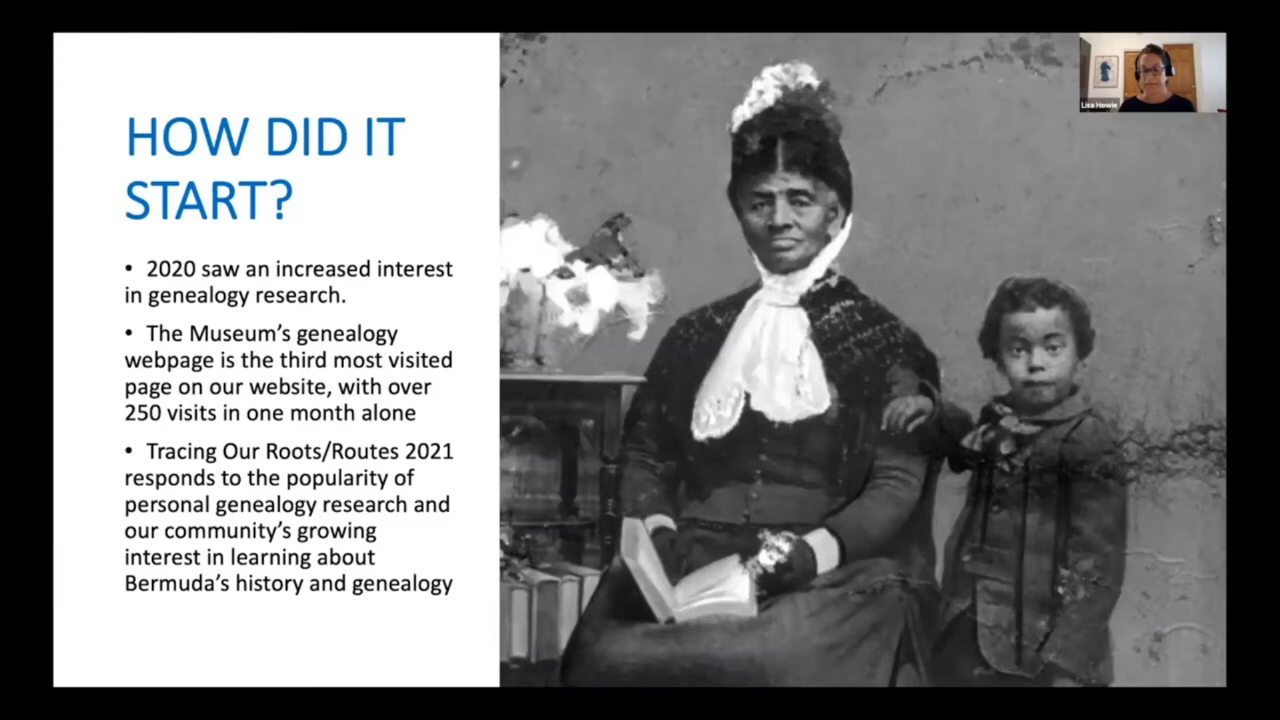 HOW DID IT
START?
• 2020 saw an increased interest
in genealogy research.
• The Museum’s genealogy
webpage is the third most visited
page on our website, with over
250 visits in one month alone
• Tracing Our Roots/Routes 2021
responds to the popularity of
personal genealogy research and
our community’s growing
interest in learning about
Bermuda’s history and genealogy
Lisa Howie